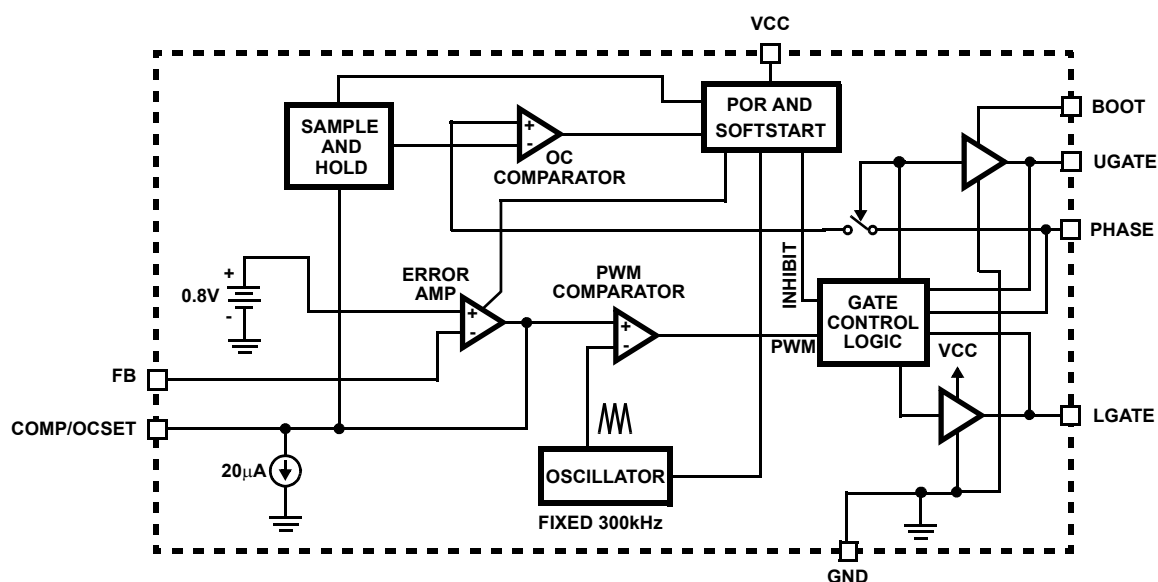 VCC
POR AND
SOFTSTART
BOOT
SAMPLE
AND
HOLD
+
-
OC
COMPARATOR
UGATE
PHASE
INHIBIT
+
0.8V
-
ERROR
AMP
+
-
PWM
COMPARATOR
+
-
GATE
CONTROL
LOGIC
PWM
VCC
FB
COMP/OCSET
LGATE
20μA
OSCILLATOR
FIXED 300kHz
GND